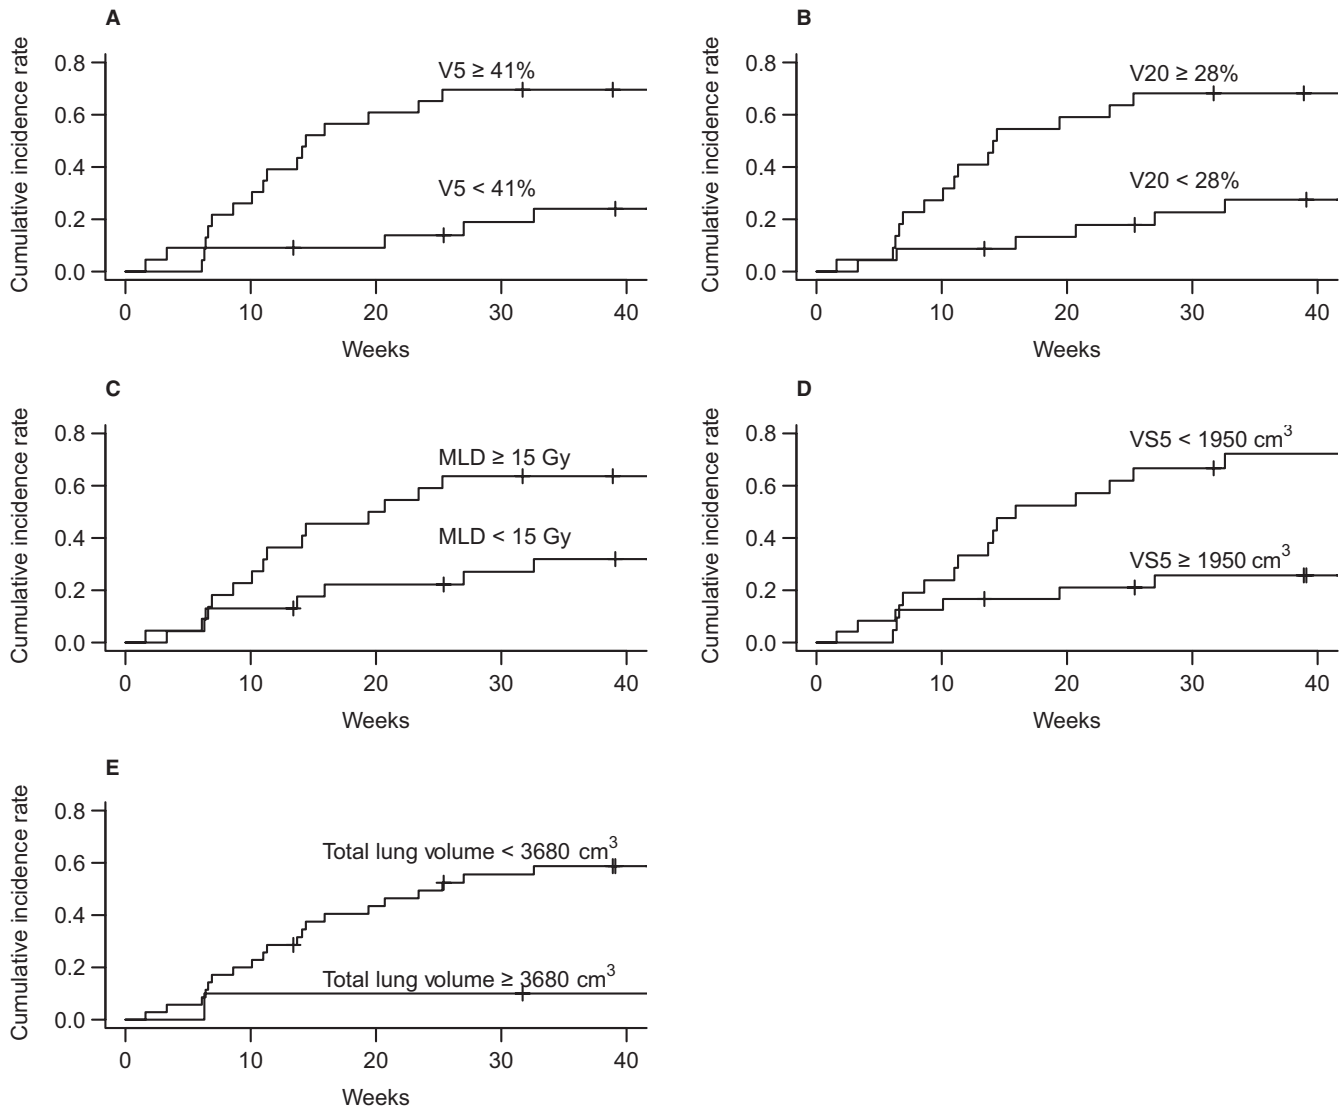 A
Cumulative incidence rate
0.8
0.6
0.4
0.2
0.0
V5 ≥ 41%
V5 < 41%
0 10 20 30 40
Weeks
B
Cumulative incidence rate
0.8
0.6
0.4
0.2
0.0
V20 ≥ 28%
V20 < 28%
0 10 20 30 40
Weeks
C
Cumulative incidence rate
0.8
0.6
0.4
0.2
0.0
MLD ≥ 15 Gy
MLD < 15 Gy
0 10 20 30 40
Weeks
D
Cumulative incidence rate
0.8
0.6
0.4
0.2
0.0
VS5 < 1950 cm³
VS5 ≥ 1950 cm³
0 10 20 30 40
Weeks
E
Cumulative incidence rate
0.8
0.6
0.4
0.2
0.0
Total lung volume < 3680 cm³
Total lung volume ≥ 3680 cm³
0 10 20 30 40
Weeks